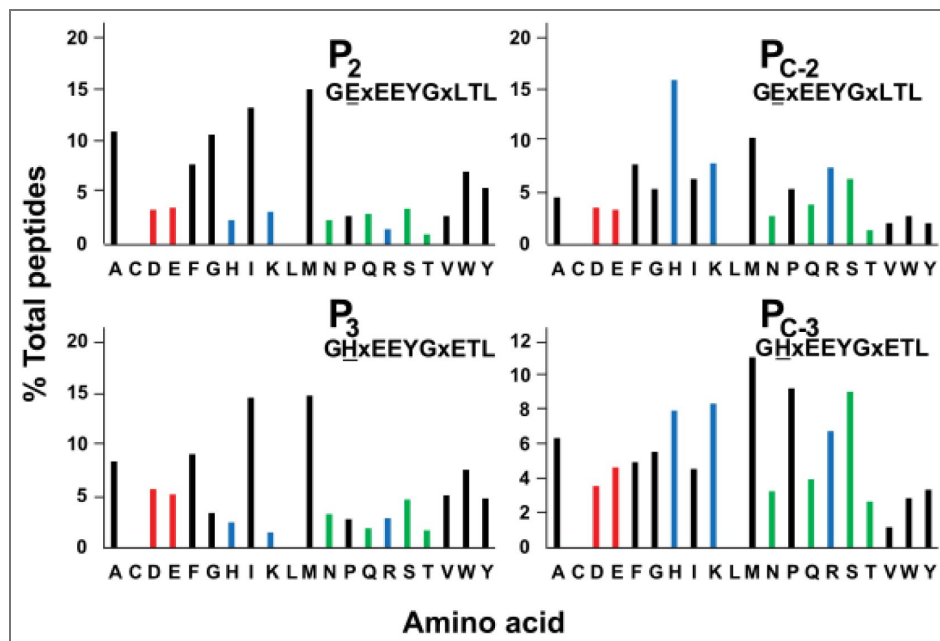 % Total peptides
P2
GExEEYGxLTL
20
15
10
5
0
A C D E F G H I K L M N P Q R S T V W Y
PC-2
GExEEYGxLTL
20
15
10
5
0
A C D E F G H I K L M N P Q R S T V W Y
P3
GHxEEYGxETL
20
15
10
5
0
A C D E F G H I K L M N P Q R S T V W Y
PC-3
GHxEEYGxETL
12
10
8
6
4
2
0
A C D E F G H I K L M N P Q R S T V W Y
Amino acid